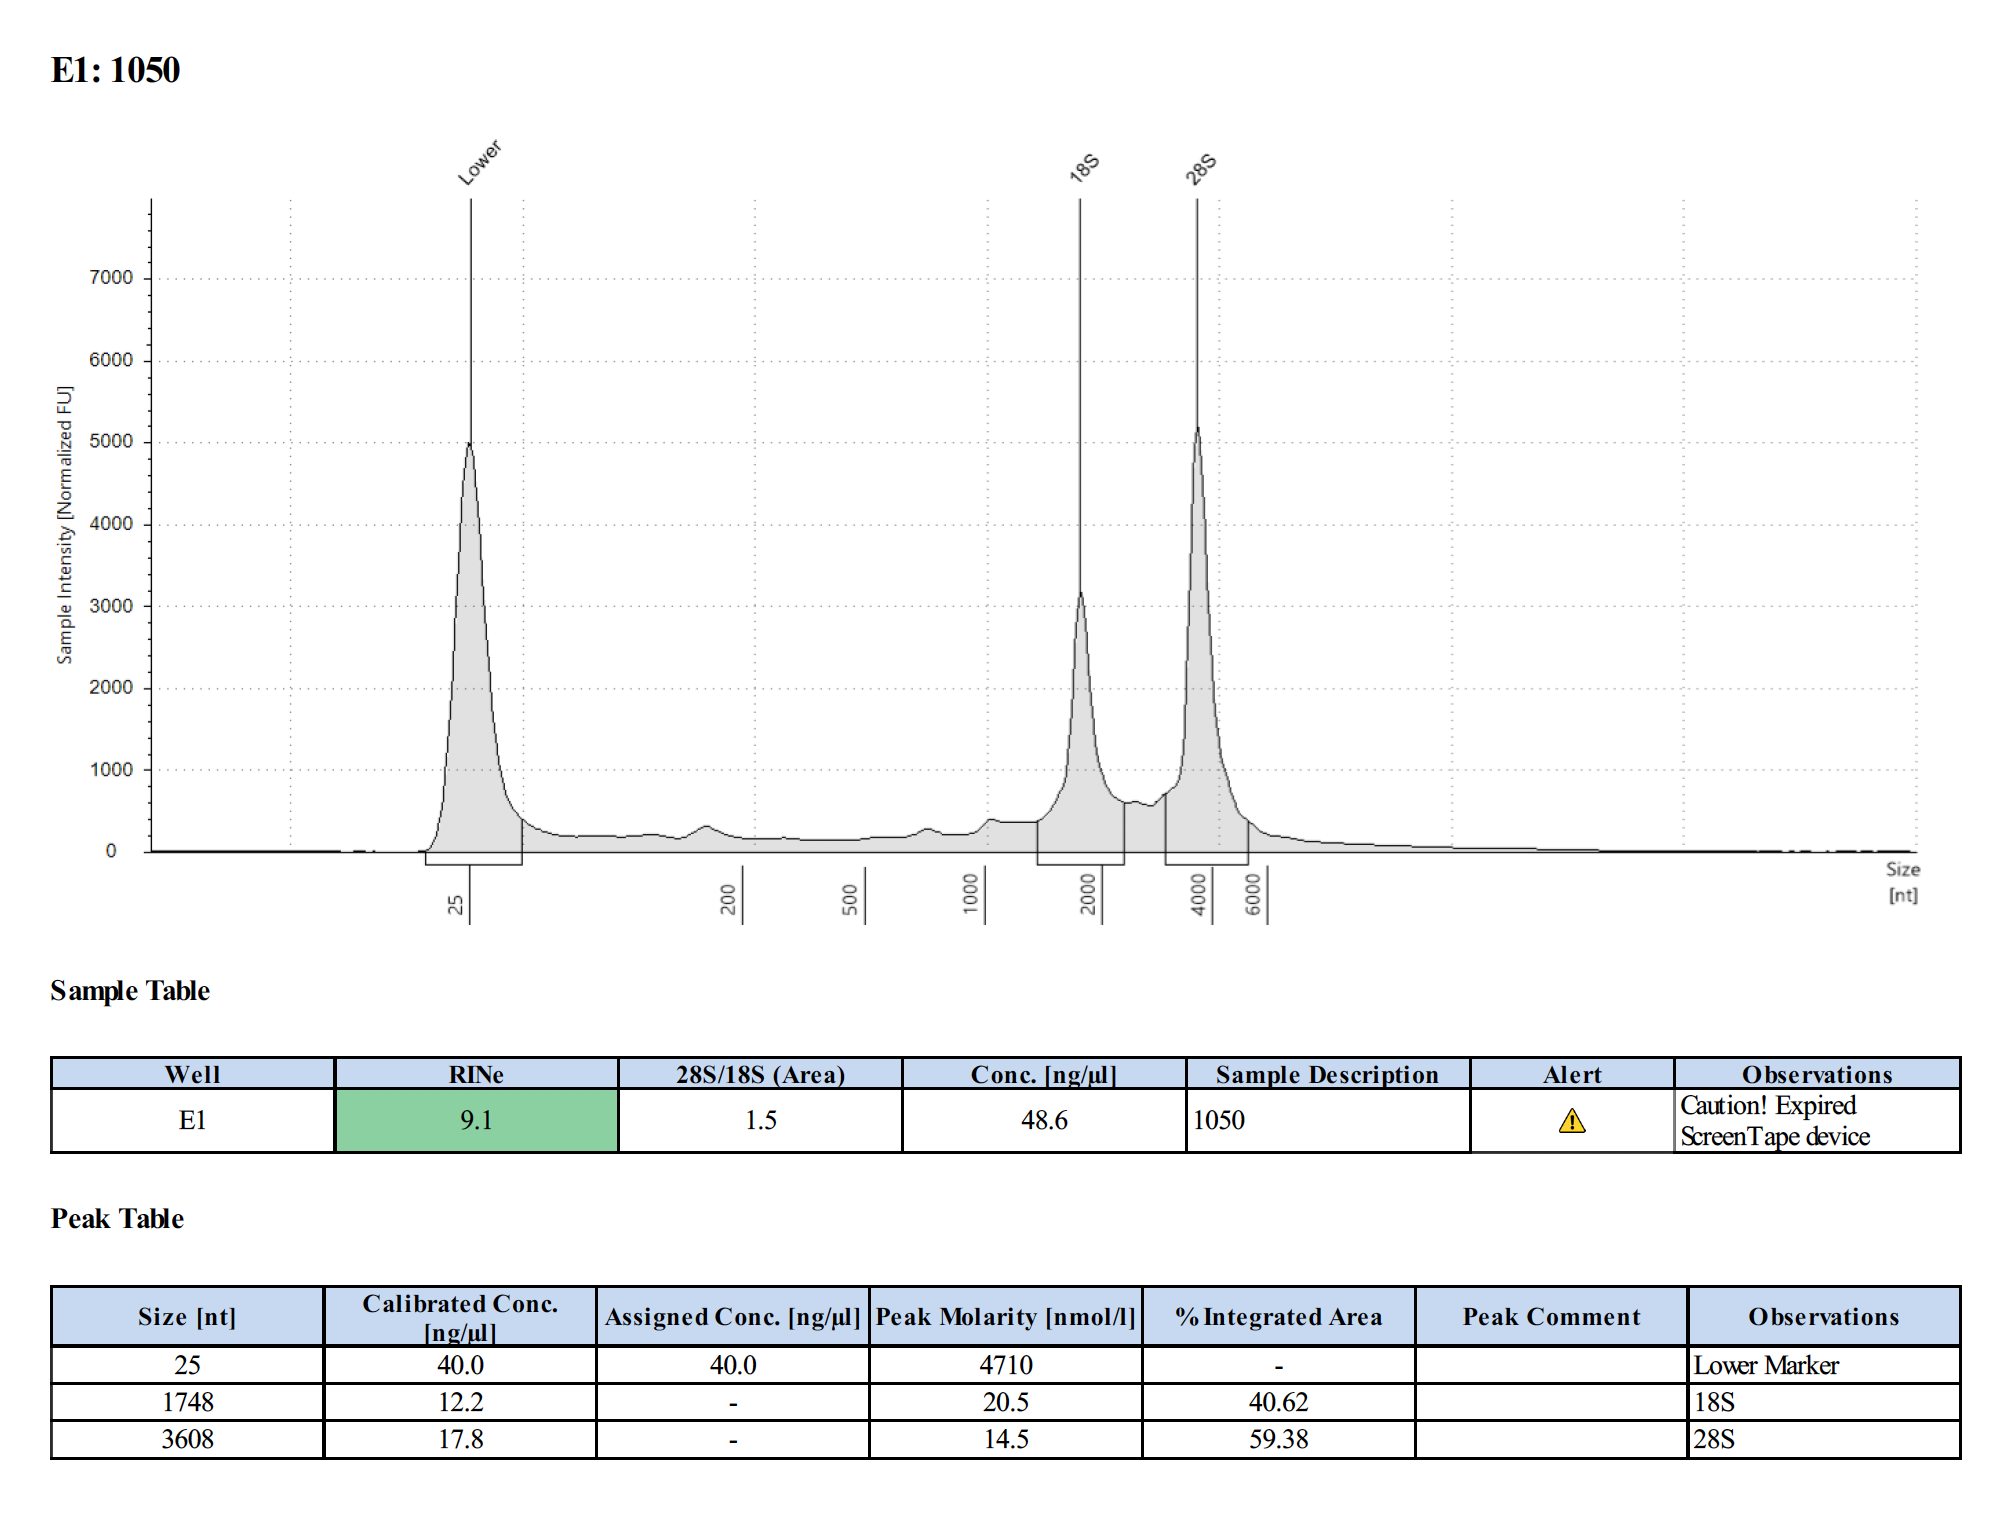 E1: 1050
Lower
18S
28S
Sample Intensity [Normalized FU]
7000
6000
5000
4000
3000
2000
1000
0
25
200
500
1000
2000
4000
6000
Size
[nt]
Sample Table
Well RINe 28S/18S (Area) Conc. [ng/µl] Sample Description Alert Observations
E1 9.1 1.5 48.6 1050 Caution! Expired
ScreenTape device
Peak Table
Size [nt] Calibrated Conc.
[ng/µl] Assigned Conc. [ng/µl] Peak Molarity [nmol/l] % Integrated Area Peak Comment Observations
25 40.0 40.0 4710 - Lower Marker
1748 12.2 - 20.5 40.62 18S
3608 17.8 - 14.5 59.38 28S